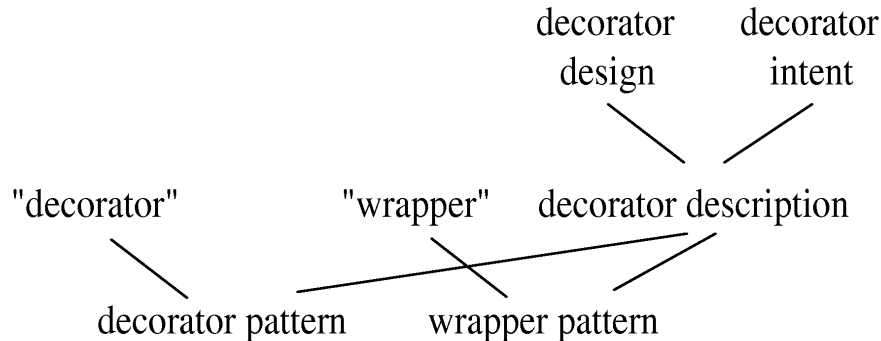 decorator decorator
design intent
"decorator" "wrapper" decorator description
decorator pattern wrapper pattern